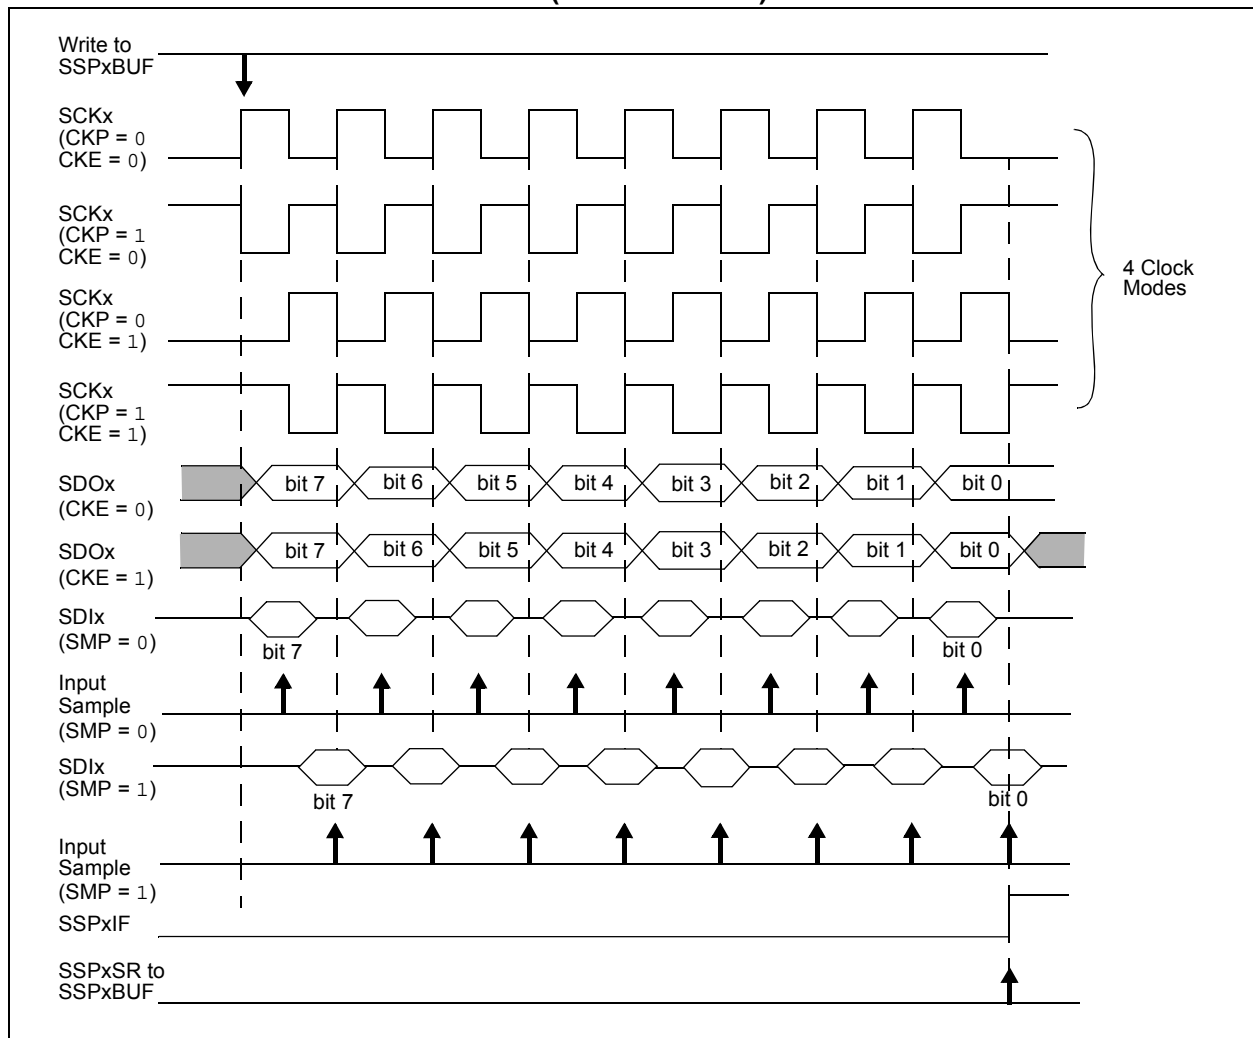 Write to
SSPxBUF
SCKx
(CKP = 0
CKE = 0)
SCKx
(CKP = 1
CKE = 0)
SCKx
(CKP = 0
CKE = 1)
SCKx
(CKP = 1
CKE = 1)
4 Clock
Modes
SDOx
(CKE = 0)
bit 7 bit 6 bit 5 bit 4 bit 3 bit 2 bit 1 bit 0
SDOx
(CKE = 1)
bit 7 bit 6 bit 5 bit 4 bit 3 bit 2 bit 1 bit 0
SDIx
(SMP = 0)
bit 7 bit 0
Input
Sample
(SMP = 0)
SDIx
(SMP = 1)
bit 7 bit 0
Input
Sample
(SMP = 1)
SSPxIF
SSPxSR to
SSPxBUF